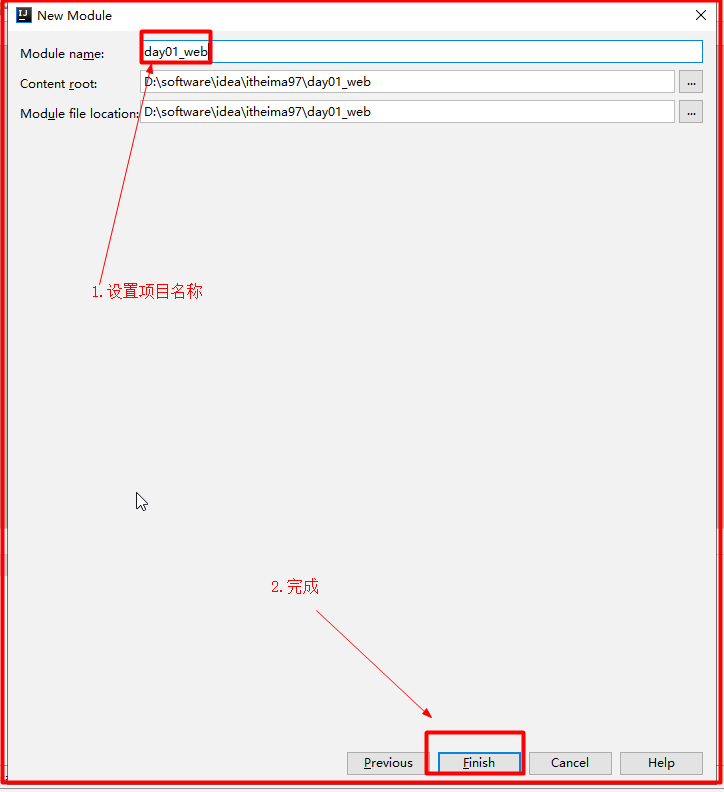 New Module
Module name: day01_web
Content root: D:\software\idea\itheima97\day01_web ...
Module file location: D:\software\idea\itheima97\day01_web ...
1.设置项目名称
2.完成
Previous Finish Cancel Help